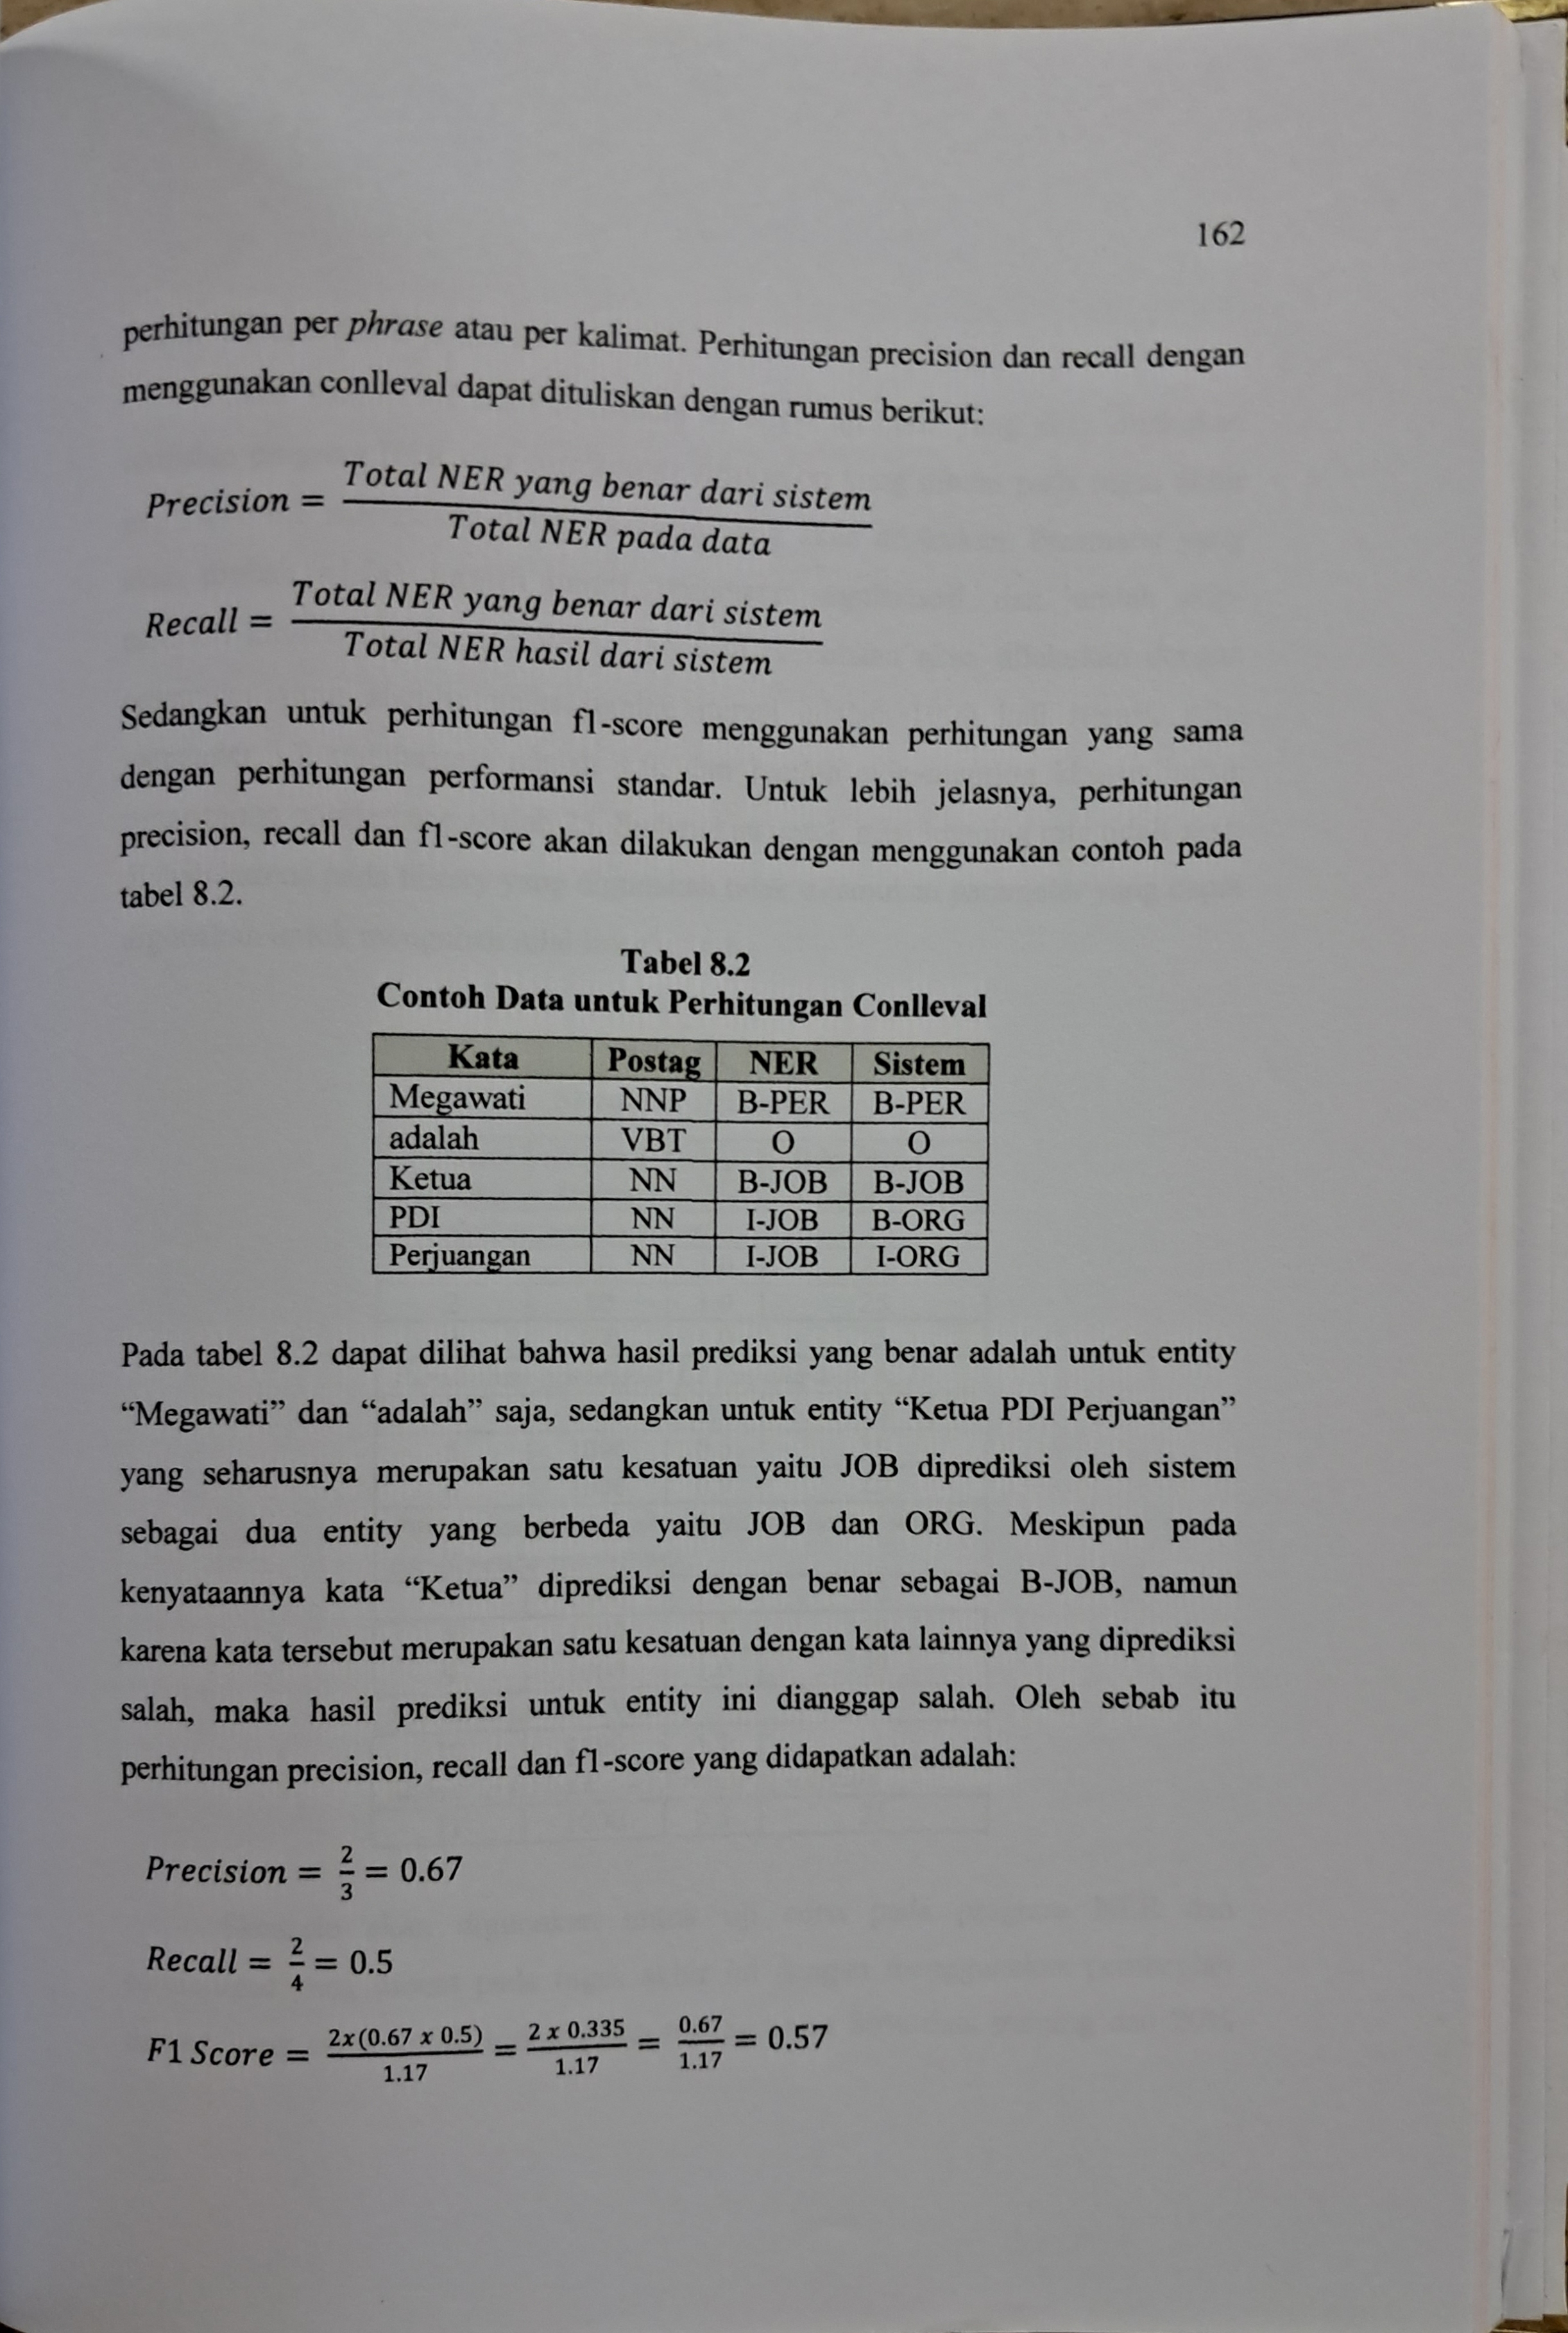 162
perhitungan per phrase atau per kalimat. Perhitungan precision dan recall dengan
menggunakan conlleval dapat dituliskan dengan rumus berikut:
Precision = Total NER yang benar dari sistem / Total NER pada data
Recall = Total NER yang benar dari sistem / Total NER hasil dari sistem
Sedangkan untuk perhitungan f1-score menggunakan perhitungan yang sama
dengan perhitungan performansi standar. Untuk lebih jelasnya, perhitungan
precision, recall dan f1-score akan dilakukan dengan menggunakan contoh pada
tabel 8.2.
Tabel 8.2
Contoh Data untuk Perhitungan Conlleval
Kata Postag NER Sistem
Megawati NNP B-PER B-PER
adalah VBT O O
Ketua NN B-JOB B-JOB
PDI NN I-JOB B-ORG
Perjuangan NN I-JOB I-ORG
Pada tabel 8.2 dapat dilihat bahwa hasil prediksi yang benar adalah untuk entity
“Megawati” dan “adalah” saja, sedangkan untuk entity “Ketua PDI Perjuangan”
yang seharusnya merupakan satu kesatuan yaitu JOB diprediksi oleh sistem
sebagai dua entity yang berbeda yaitu JOB dan ORG. Meskipun pada
kenyataannya kata “Ketua” diprediksi dengan benar sebagai B-JOB, namun
karena kata tersebut merupakan satu kesatuan dengan kata lainnya yang diprediksi
salah, maka hasil prediksi untuk entity ini dianggap salah. Oleh sebab itu
perhitungan precision, recall dan f1-score yang didapatkan adalah:
Precision = 2/3 = 0.67
Recall = 2/4 = 0.5
F1 Score = 2x(0.67 x 0.5)/1.17 = 2 x 0.335/1.17 = 0.67/1.17 = 0.57